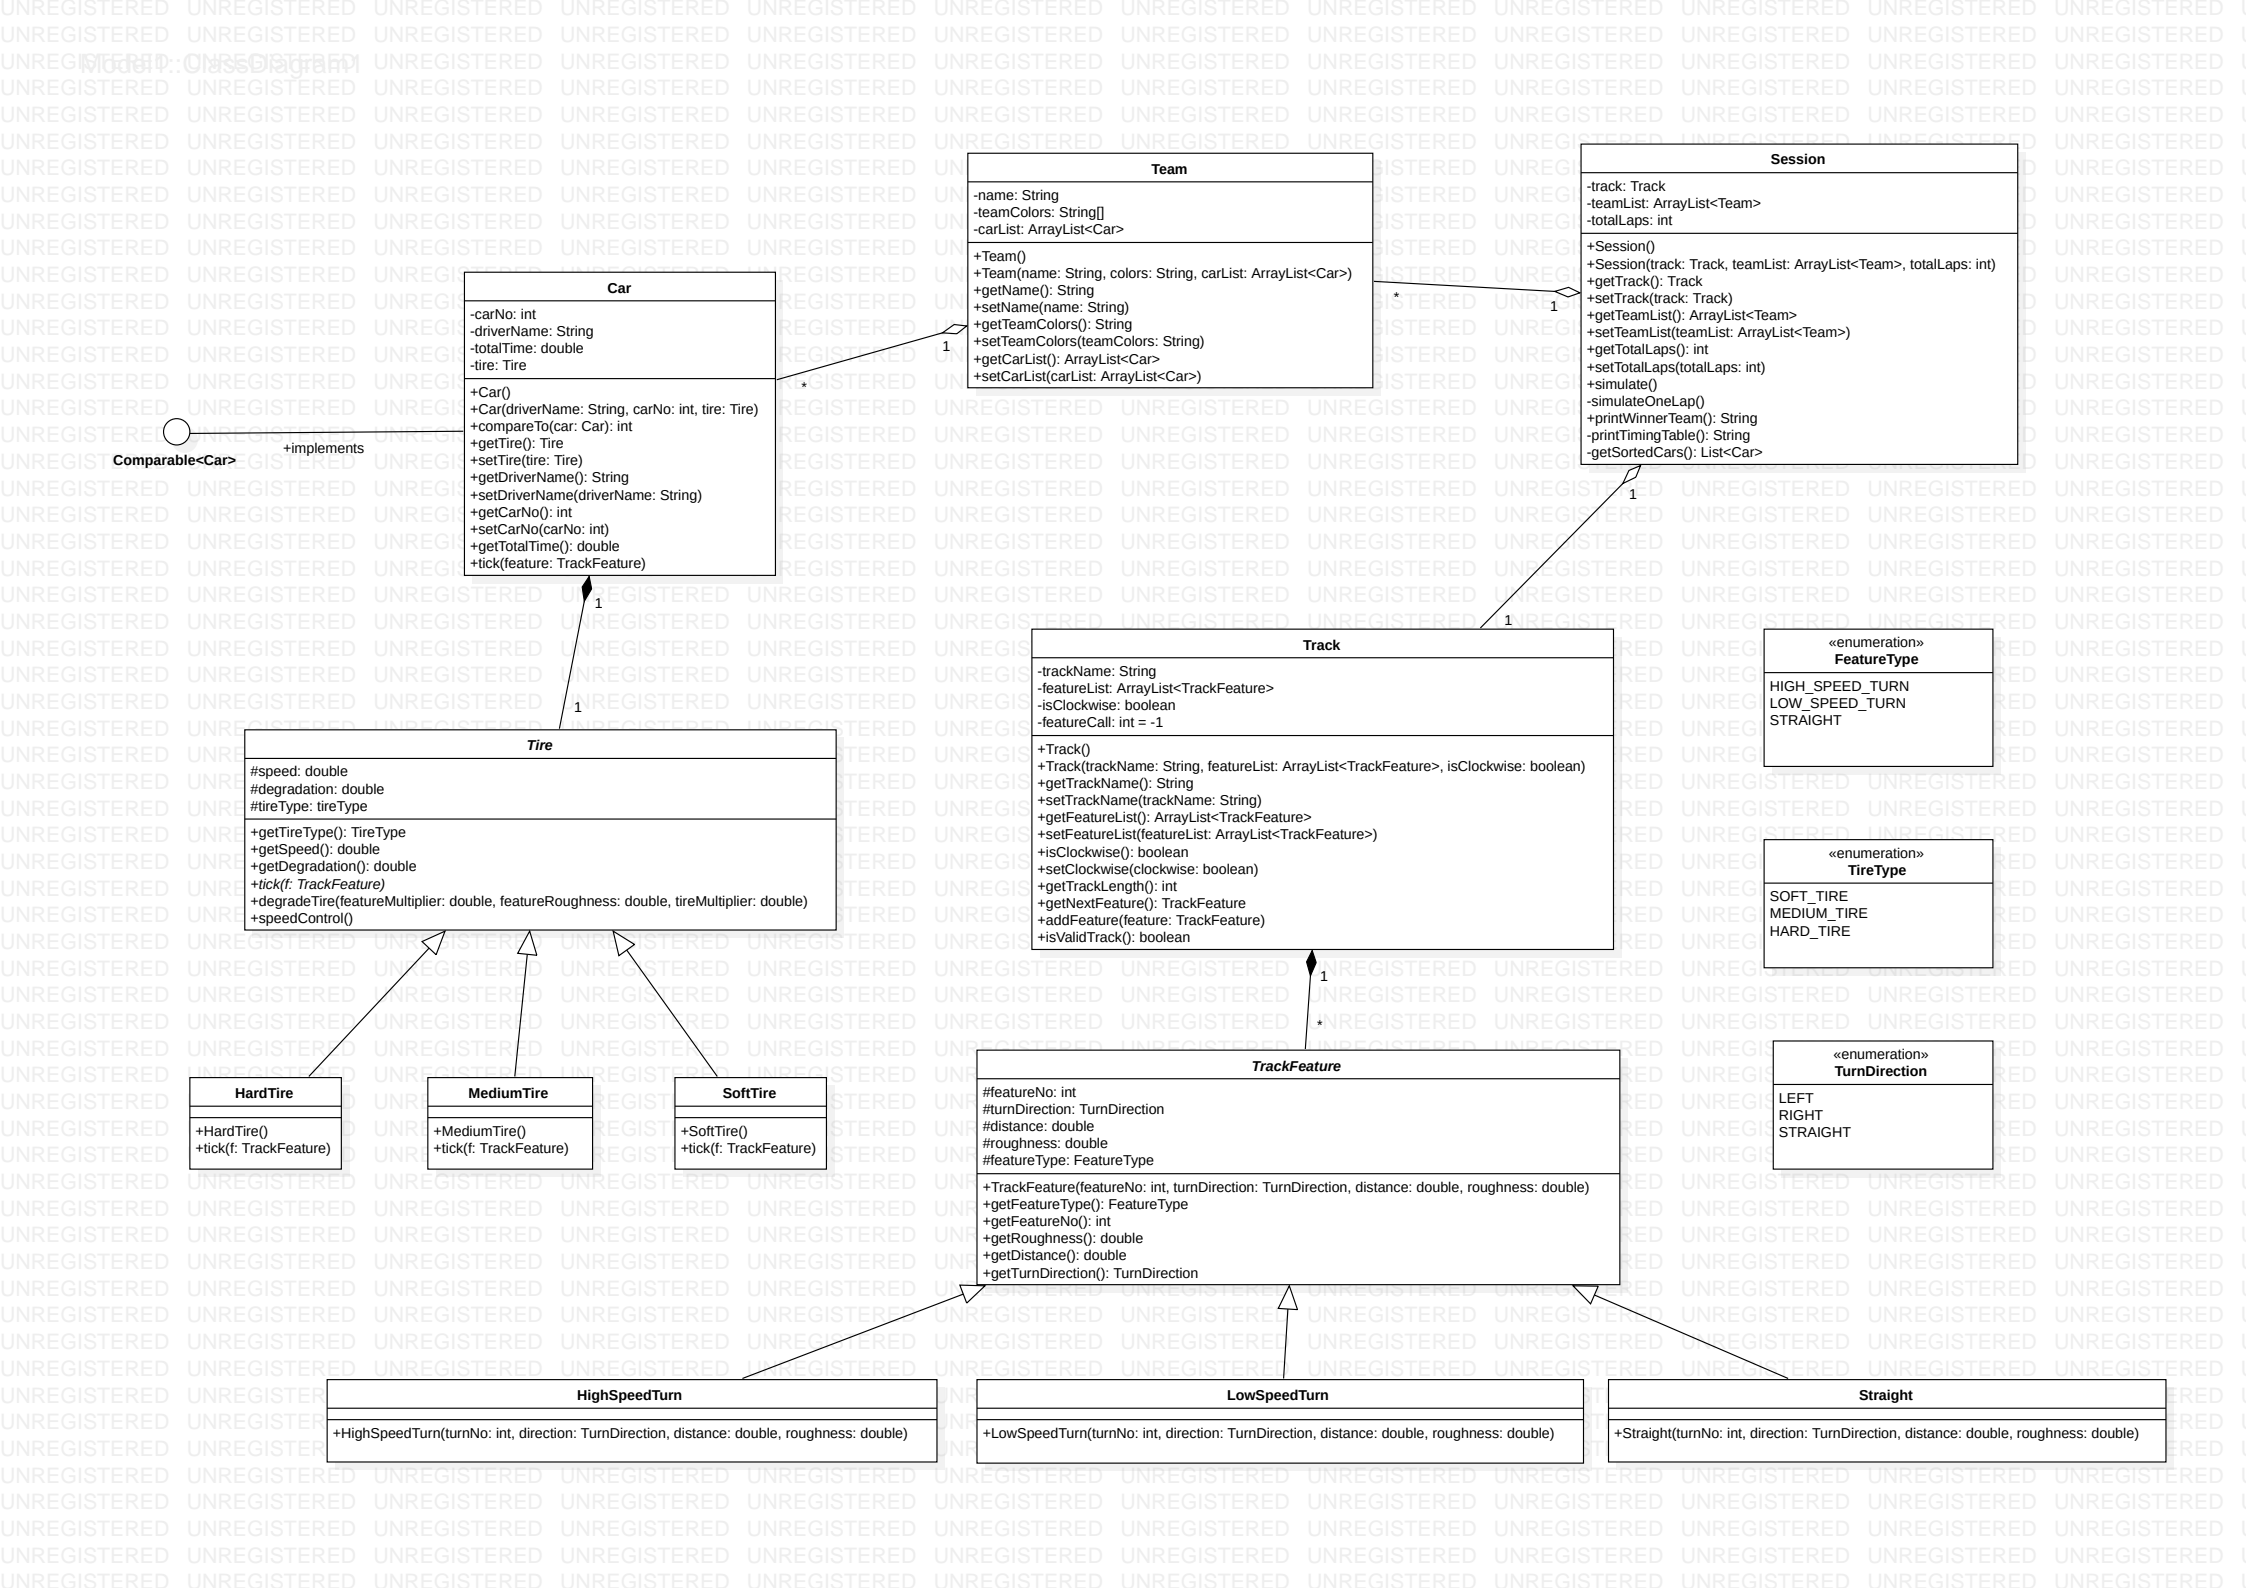 Model1::ClassDiagram1
UNREGISTERED
Team
-name: String
-teamColors: String[]
-carList: ArrayList<Car>
+Team()
+Team(name: String, colors: String, carList: ArrayList<Car>)
+getName(): String
+setName(name: String)
+getTeamColors(): String
+setTeamColors(teamColors: String)
+getCarList(): ArrayList<Car>
+setCarList(carList: ArrayList<Car>)
Session
-track: Track
-teamList: ArrayList<Team>
-totalLaps: int
+Session()
+Session(track: Track, teamList: ArrayList<Team>, totalLaps: int)
+getTrack(): Track
+setTrack(track: Track)
+getTeamList(): ArrayList<Team>
+setTeamList(teamList: ArrayList<Team>)
+getTotalLaps(): int
+setTotalLaps(totalLaps: int)
+simulate()
-simulateOneLap()
+printWinnerTeam(): String
-printTimingTable(): String
-getSortedCars(): List<Car>
*
1
1
1
Car
-carNo: int
-driverName: String
-totalTime: double
-tire: Tire
+Car()
+Car(driverName: String, carNo: int, tire: Tire)
+compareTo(car: Car): int
+getTire(): Tire
+setTire(tire: Tire)
+getDriverName(): String
+setDriverName(driverName: String)
+getCarNo(): int
+setCarNo(carNo: int)
+getTotalTime(): double
+tick(feature: TrackFeature)
1
*
+implements
Comparable<Car>
1
1
Track
-trackName: String
-featureList: ArrayList<TrackFeature>
-isClockwise: boolean
-featureCall: int = -1
+Track()
+Track(trackName: String, featureList: ArrayList<TrackFeature>, isClockwise: boolean)
+getTrackName(): String
+setTrackName(trackName: String)
+getFeatureList(): ArrayList<TrackFeature>
+setFeatureList(featureList: ArrayList<TrackFeature>)
+isClockwise(): boolean
+setClockwise(clockwise: boolean)
+getTrackLength(): int
+getNextFeature(): TrackFeature
+addFeature(feature: TrackFeature)
+isValidTrack(): boolean
«enumeration»
FeatureType
HIGH_SPEED_TURN
LOW_SPEED_TURN
STRAIGHT
Tire
#speed: double
#degradation: double
#tireType: tireType
+getTireType(): TireType
+getSpeed(): double
+getDegradation(): double
+tick(f: TrackFeature)
+degradeTire(featureMultiplier: double, featureRoughness: double, tireMultiplier: double)
+speedControl()
«enumeration»
TireType
SOFT_TIRE
MEDIUM_TIRE
HARD_TIRE
1
*
HardTire
+HardTire()
+tick(f: TrackFeature)
MediumTire
+MediumTire()
+tick(f: TrackFeature)
SoftTire
+SoftTire()
+tick(f: TrackFeature)
TrackFeature
#featureNo: int
#turnDirection: TurnDirection
#distance: double
#roughness: double
#featureType: FeatureType
+TrackFeature(featureNo: int, turnDirection: TurnDirection, distance: double, roughness: double)
+getFeatureType(): FeatureType
+getFeatureNo(): int
+getRoughness(): double
+getDistance(): double
+getTurnDirection(): TurnDirection
«enumeration»
TurnDirection
LEFT
RIGHT
STRAIGHT
HighSpeedTurn
+HighSpeedTurn(turnNo: int, direction: TurnDirection, distance: double, roughness: double)
LowSpeedTurn
+LowSpeedTurn(turnNo: int, direction: TurnDirection, distance: double, roughness: double)
Straight
+Straight(turnNo: int, direction: TurnDirection, distance: double, roughness: double)